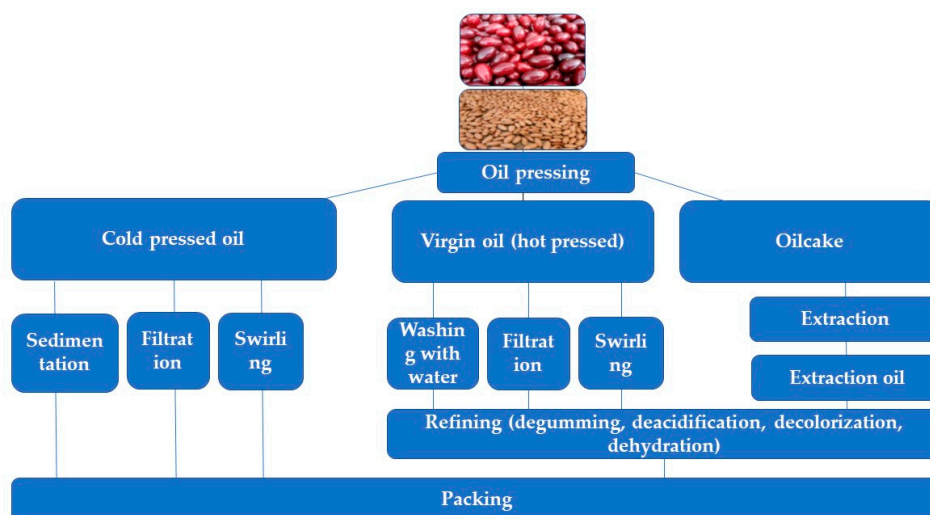 Oil pressing
Cold pressed oil
Virgin oil (hot pressed)
Oilcake
Sedimen
tation
Filtrat
ion
Swirli
ng
Washin
g with
water
Filtrat
ion
Swirli
ng
Extraction
Extraction oil
Refining (degumming, deacidification, decolorization,
dehydration)
Packing